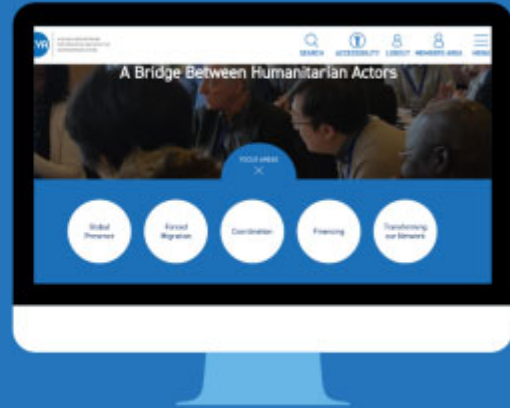 SEARCH
ACCESSIBILITY
LOGOUT
MEMBERS AREA
MENU
A Bridge Between Humanitarian Actors
FOCUS AREAS
Global
Presence
Forced
Migration
Coordination
Financing
Transforming
our Network